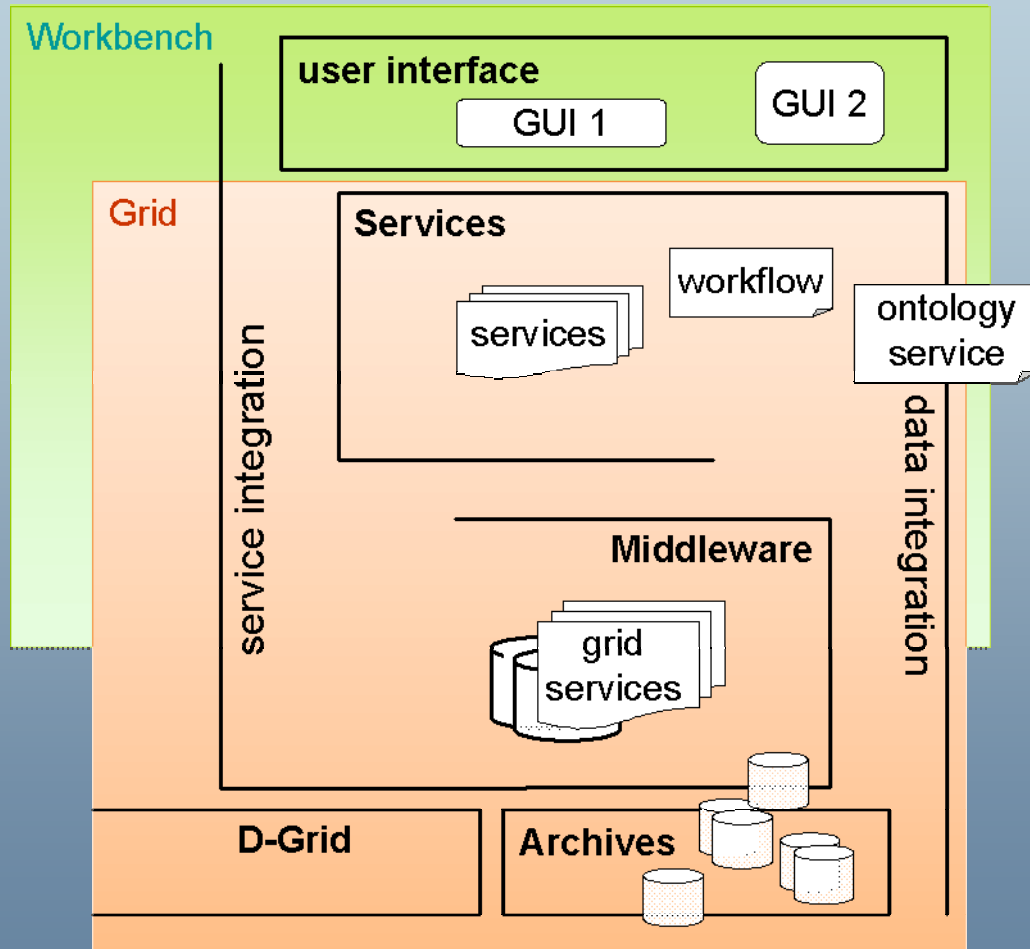 Workbench
user interface
GUI 1
GUI 2
Grid
Services
services
workflow
ontology
service
service integration
data integration
Middleware
grid
services
D-Grid
Archives